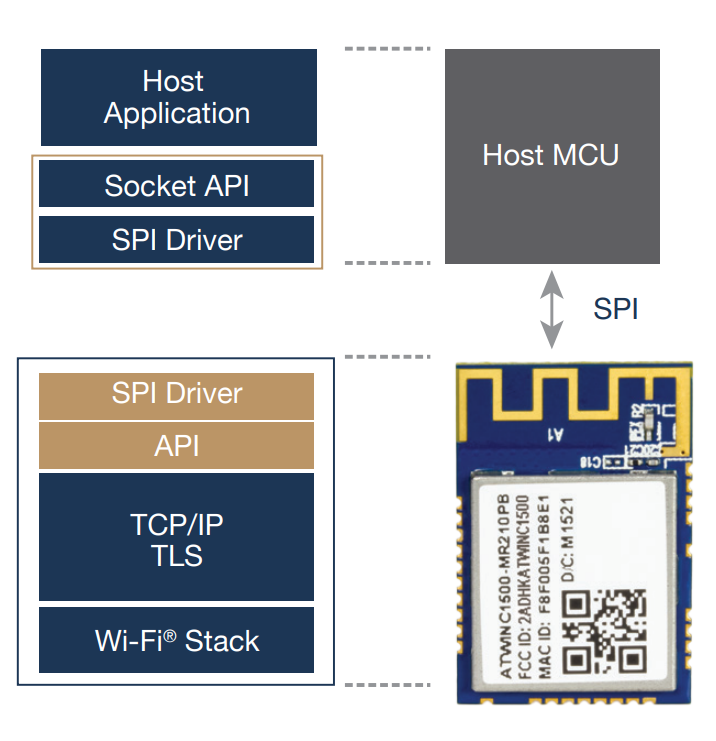 Host
Application
Socket API
SPI Driver
Host MCU
SPI
SPI Driver
API
TCP/IP
TLS
Wi-Fi® Stack
A1
C18
ATWINC1500-MR210PB
FCC ID: 2ADHKATWINC1500
MAC ID: F8F005F1B8E1
D/C: M1521